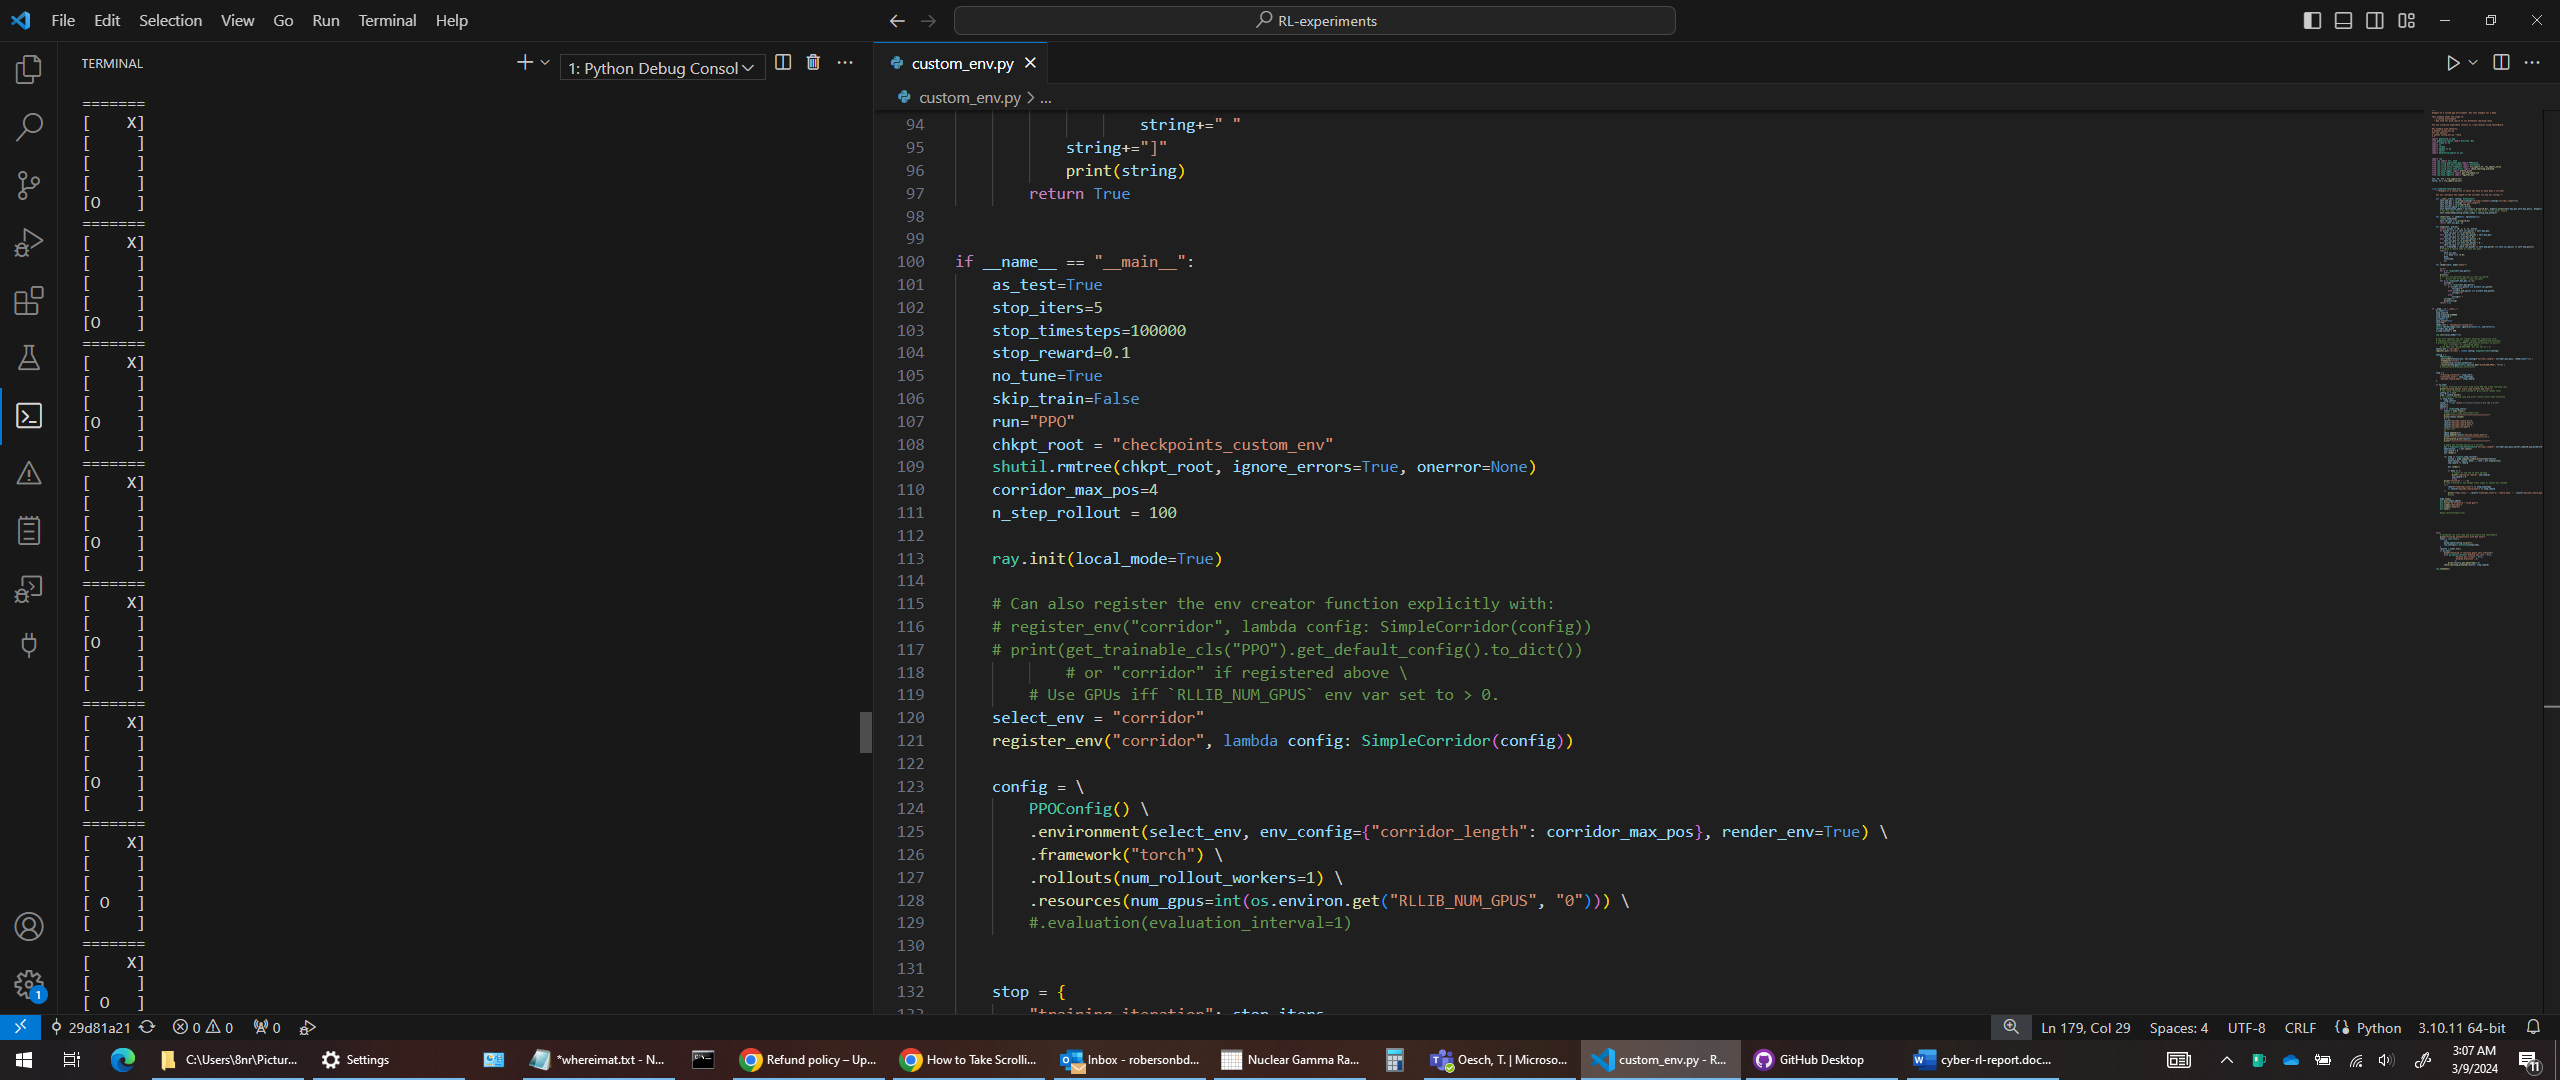 File Edit Selection View Go Run Terminal Help
RL-experiments
TERMINAL
1: Python Debug Consol
=======
[    X]
[     ]
[     ]
[     ]
[O    ]
=======
[    X]
[     ]
[     ]
[     ]
[O    ]
=======
[    X]
[     ]
[     ]
[O    ]
[     ]
=======
[    X]
[     ]
[     ]
[O    ]
[     ]
=======
[    X]
[     ]
[O    ]
[     ]
[     ]
=======
[    X]
[     ]
[     ]
[O    ]
[     ]
=======
[    X]
[     ]
[     ]
[ O   ]
[     ]
=======
[    X]
[     ]
[ O   ]
custom_env.py
custom_env.py > ...
94 string+=" "
95 string+="]"
96 print(string)
97 return True
98
99
100 if __name__ == "__main__":
101 as_test=True
102 stop_iters=5
103 stop_timesteps=100000
104 stop_reward=0.1
105 no_tune=True
106 skip_train=False
107 run="PPO"
108 chkpt_root = "checkpoints_custom_env"
109 shutil.rmtree(chkpt_root, ignore_errors=True, onerror=None)
110 corridor_max_pos=4
111 n_step_rollout = 100
112
113 ray.init(local_mode=True)
114
115 # Can also register the env creator function explicitly with:
116 # register_env("corridor", lambda config: SimpleCorridor(config))
117 # print(get_trainable_cls("PPO").get_default_config().to_dict())
118 # or "corridor" if registered above \
119 # Use GPUs iff `RLLIB_NUM_GPUS` env var set to > 0.
120 select_env = "corridor"
121 register_env("corridor", lambda config: SimpleCorridor(config))
122
123 config = \
124 PPOConfig() \
125 .environment(select_env, env_config={"corridor_length": corridor_max_pos}, render_env=True) \
126 .framework("torch") \
127 .rollouts(num_rollout_workers=1) \
128 .resources(num_gpus=int(os.environ.get("RLLIB_NUM_GPUS", "0"))) \
129 #.evaluation(evaluation_interval=1)
130
131
132 stop = {
133 "training_iteration": stop_iters,
1
29d81a21 0 0 0
Ln 179, Col 29 Spaces: 4 UTF-8 CRLF Python 3.10.11 64-bit
C:\Users\8nr\Pictur...
Settings
*whereimat.txt - N...
Refund policy – Up...
How to Take Scrolli...
Inbox - robersonbd...
Nuclear Gamma Ra...
Oesch, T. | Microso...
custom_env.py - R...
GitHub Desktop
cyber-rl-report.doc...
3:07 AM
3/9/2024
11